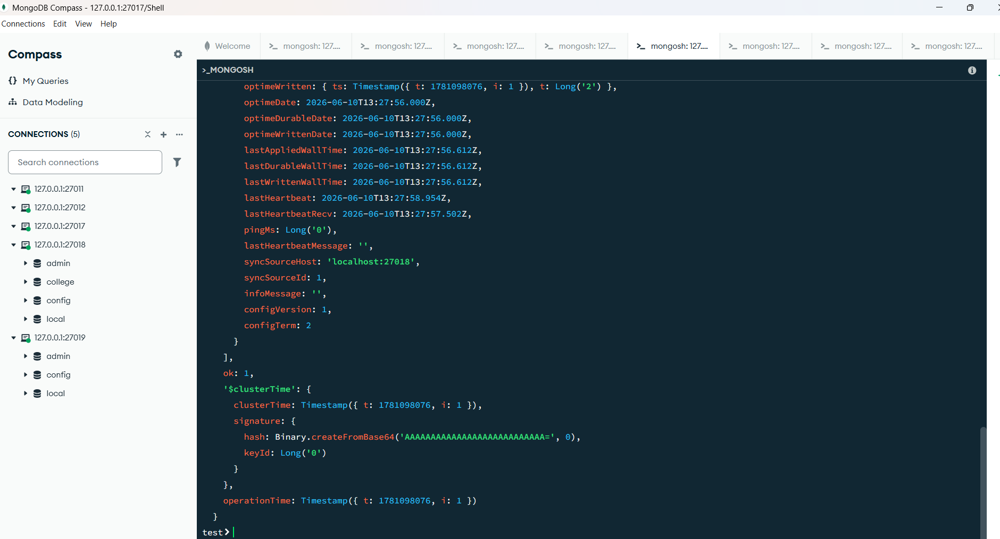 MongoDB Compass - 127.0.0.1:27017/Shell
Connections Edit View Help
Compass
My Queries
Data Modeling
CONNECTIONS (5)
Search connections
127.0.0.1:27011
127.0.0.1:27012
127.0.0.1:27017
127.0.0.1:27018
admin
college
config
local
127.0.0.1:27019
admin
config
local
Welcome >_ mongosh: 127.... >_ mongosh: 127.... >_ mongosh: 127.... >_ mongosh: 127.... >_ mongosh: 127.... >_ mongosh: 127.... >_ mongosh: 127.... >_ mongosh: 127....
>_MONGOSH
optimeWritten: { ts: Timestamp({ t: 1781098076, i: 1 }), t: Long('2') },
optimeDate: 2026-06-10T13:27:56.000Z,
optimeDurableDate: 2026-06-10T13:27:56.000Z,
optimeWrittenDate: 2026-06-10T13:27:56.000Z,
lastAppliedWallTime: 2026-06-10T13:27:56.612Z,
lastDurableWallTime: 2026-06-10T13:27:56.612Z,
lastWrittenWallTime: 2026-06-10T13:27:56.612Z,
lastHeartbeat: 2026-06-10T13:27:58.954Z,
lastHeartbeatRecv: 2026-06-10T13:27:57.502Z,
pingMs: Long('0'),
lastHeartbeatMessage: '',
syncSourceHost: 'localhost:27018',
syncSourceId: 1,
infoMessage: '',
configVersion: 1,
configTerm: 2
}
],
ok: 1,
'$clusterTime': {
clusterTime: Timestamp({ t: 1781098076, i: 1 }),
signature: {
hash: Binary.createFromBase64('AAAAAAAAAAAAAAAAAAAAAAAAAAA=', 0),
keyId: Long('0')
}
},
operationTime: Timestamp({ t: 1781098076, i: 1 })
}
test>